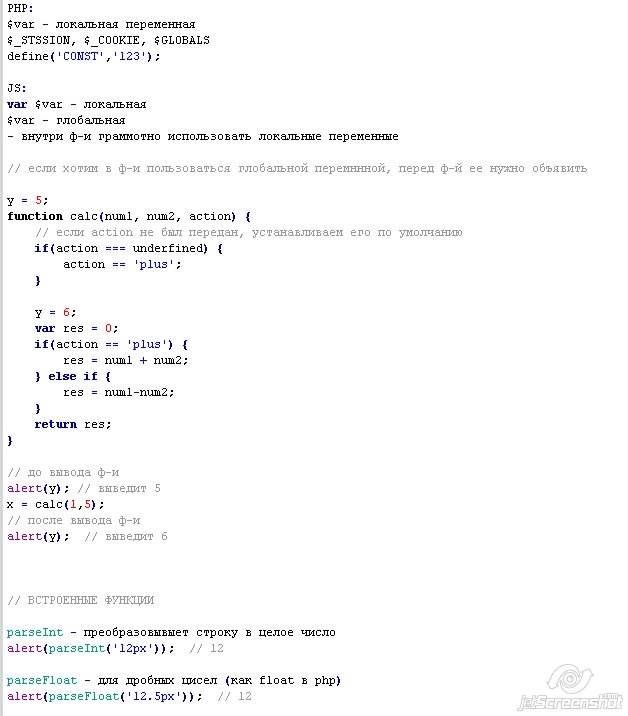 PHP:
$var - локальная переменная
$_STSSION, $_COOKIE, $GLOBALS
define('CONST','123');
JS:
var $var - локальная
$var - глобальная
- внутри ф-и граммотно использовать локальные переменные
// если хотим в ф-и пользоваться глобальной перемннной, перед ф-й ее нужно объявить
y = 5;
function calc(num1, num2, action) {
// если action не был передан, устанавливаем его по умолчанию
if(action === underfined) {
action == 'plus';
}
y = 6;
var res = 0;
if(action == 'plus') {
res = num1 + num2;
} else if {
res = num1-num2;
}
return res;
}
// до вывода ф-и
alert(y); // выведит 5
x = calc(1,5);
// после вывода ф-и
alert(y); // выведит 6
// ВСТРОЕННЫЕ ФУНКЦИИ
parseInt - преобразовывыет строку в целое число
alert(parseInt('12px')); // 12
parseFloat - для дробных цисел (как float в php)
alert(parseFloat('12.5px')); // 12
jetScreenshot